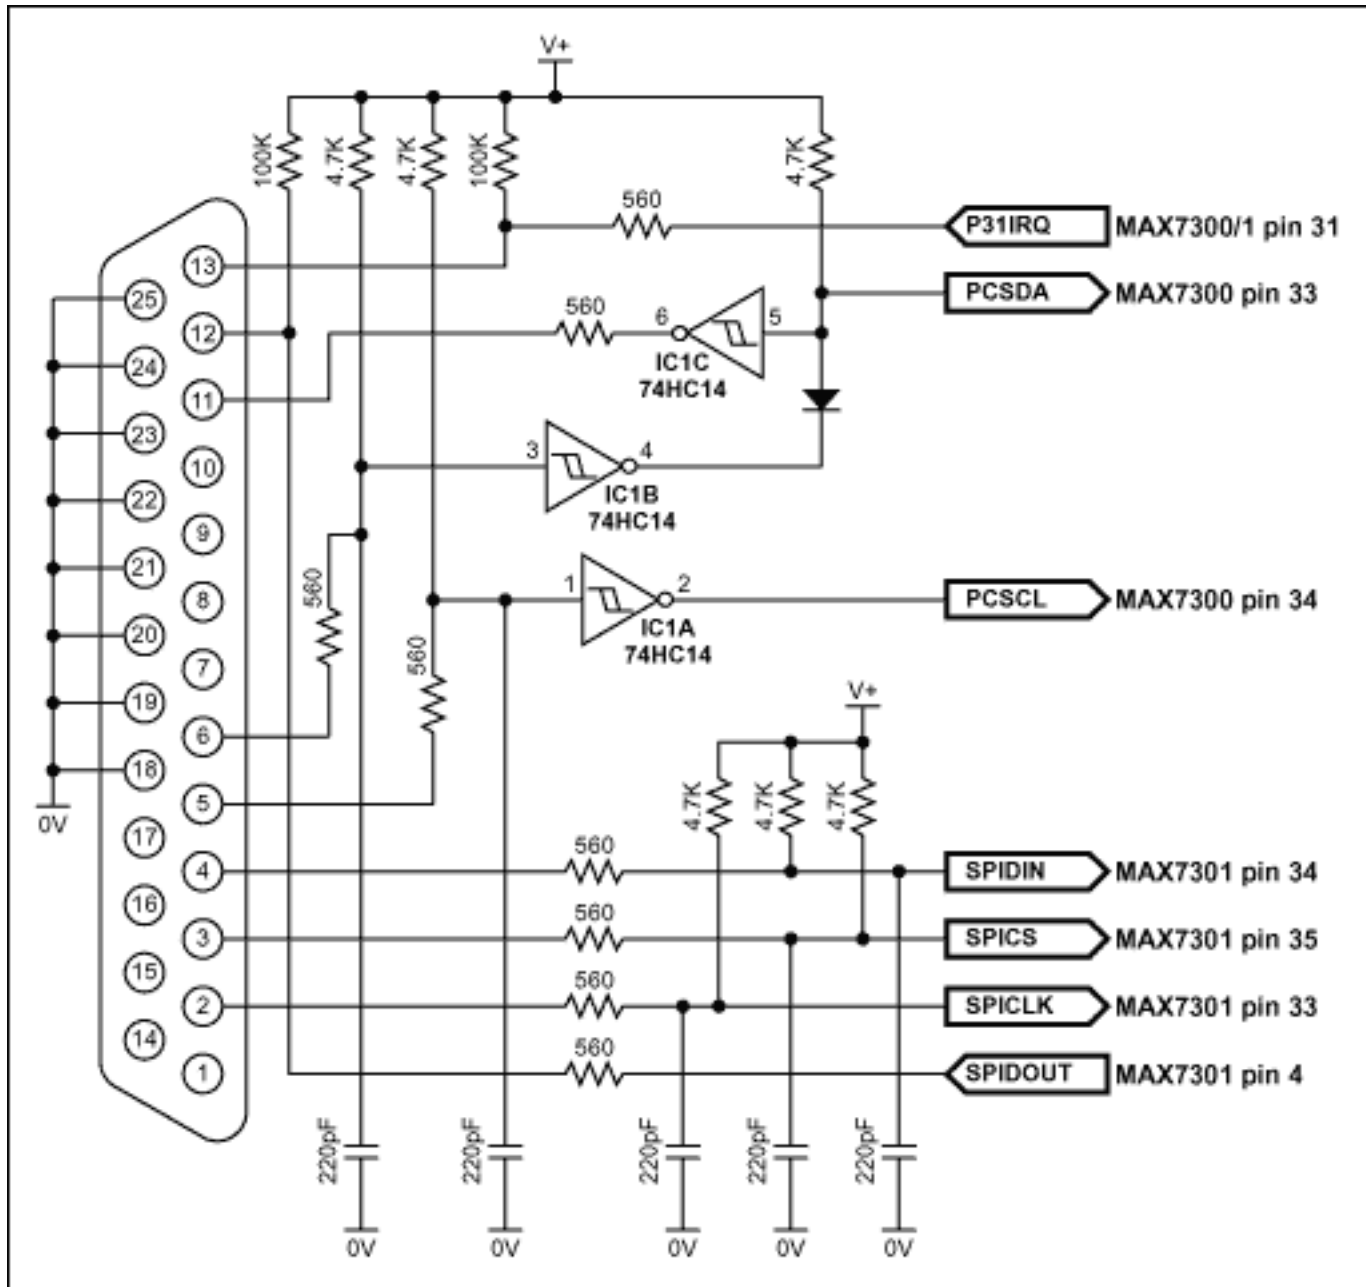 V+
100K
4.7K
4.7K
100K
4.7K
560
P31IRQ MAX7300/1 pin 31
13
25
PCSDA MAX7300 pin 33
560
12
6
5
24
IC1C
74HC14
11
23
3
4
10
IC1B
74HC14
22
9
21
560
8
1
2
PCSCL MAX7300 pin 34
20
IC1A
74HC14
7
560
19
6
V+
18
5
0V
4.7K
4.7K
4.7K
17
560
4
SPIDIN MAX7301 pin 34
16
560
3
SPICS MAX7301 pin 35
15
560
2
SPICLK MAX7301 pin 33
14
560
1
SPIDOUT MAX7301 pin 4
220pF
220pF
220pF
220pF
220pF
0V
0V
0V
0V
0V